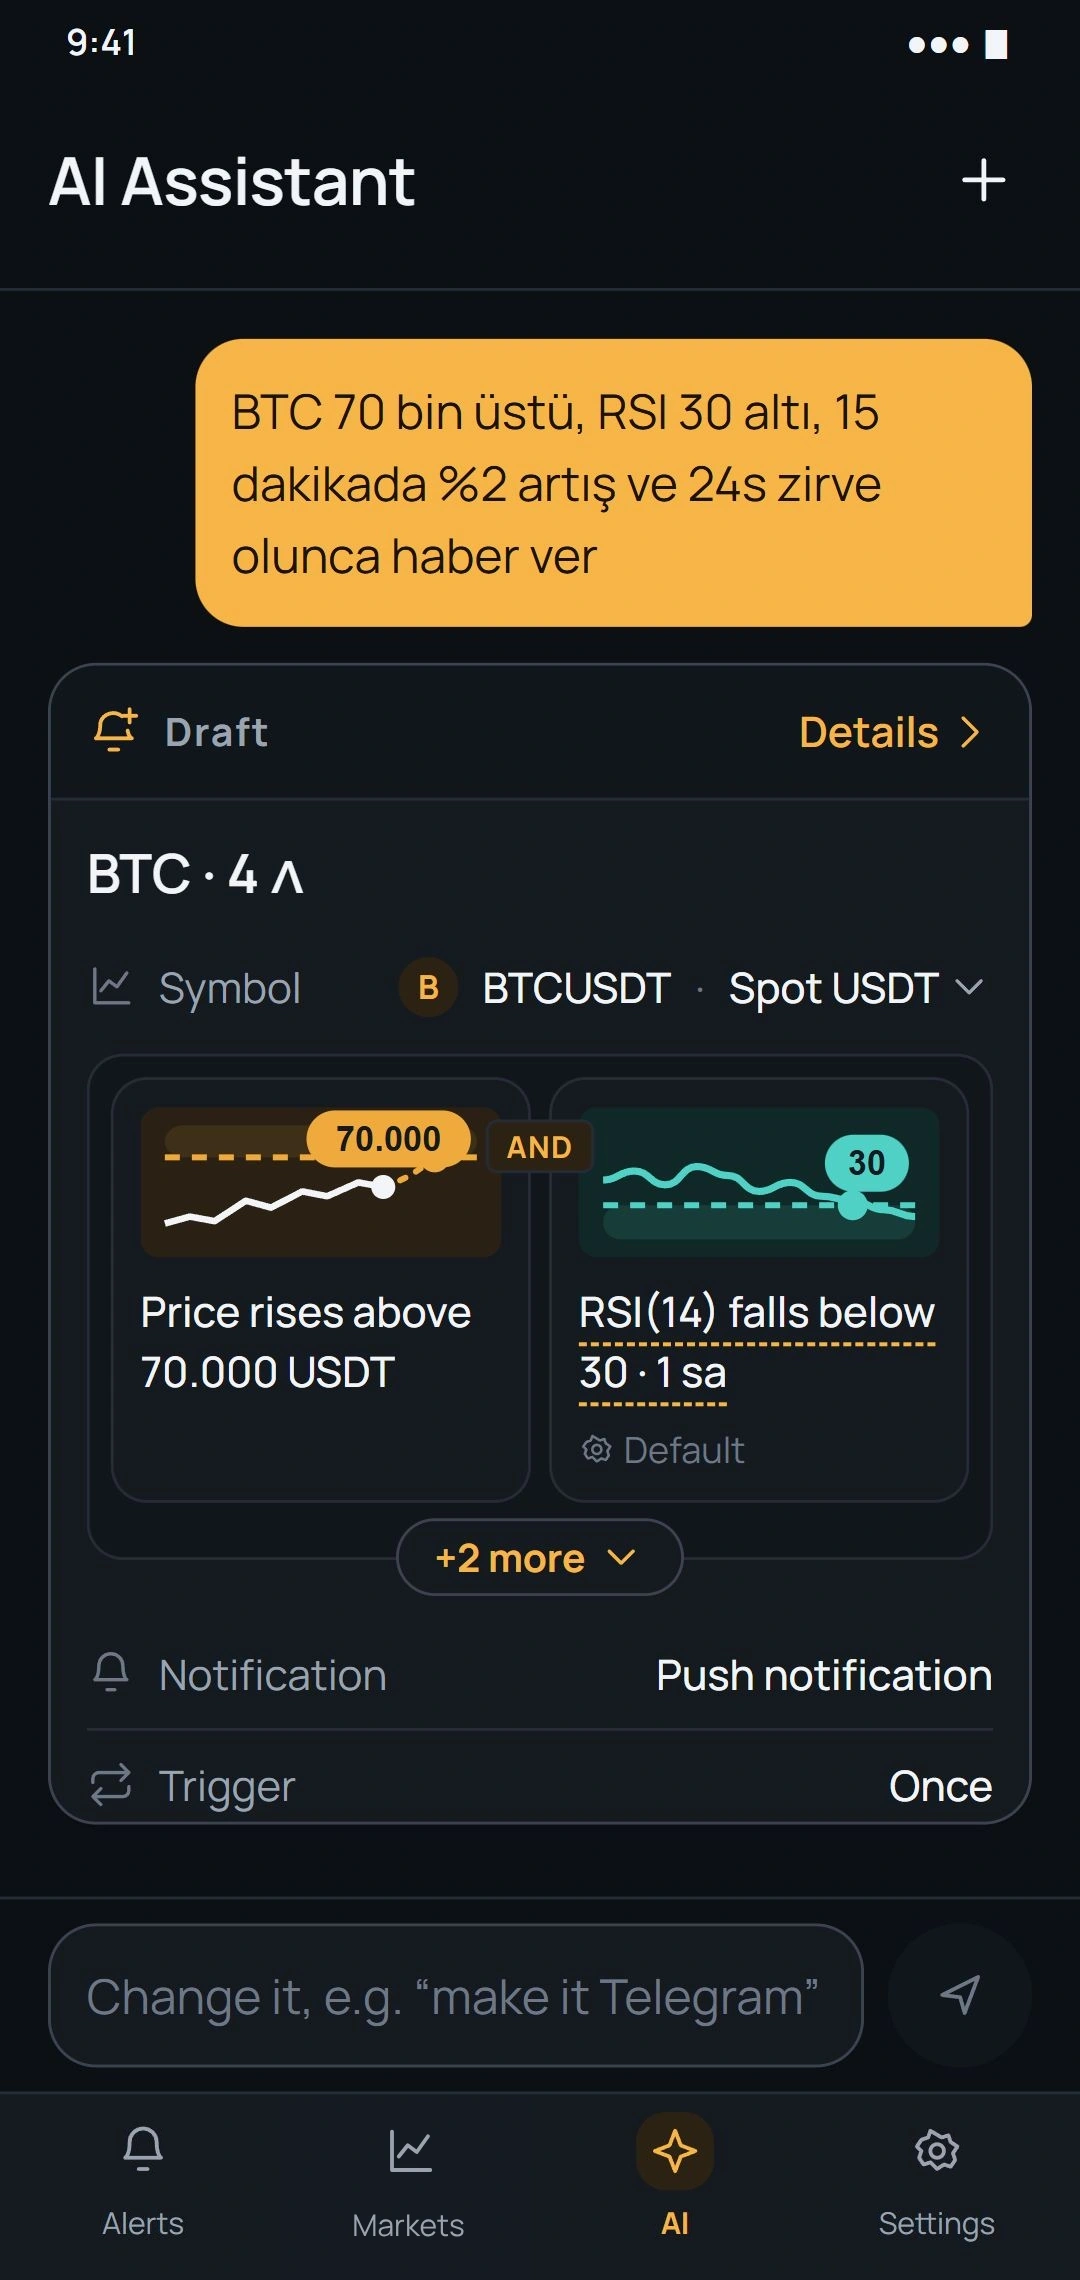 9:41
AI Assistant
BTC 70 bin üstü, RSI 30 altı, 15
dakikada %2 artış ve 24s zirve
olunca haber ver
Draft
Details
BTC · 4 ∧
Symbol
B BTCUSDT · Spot USDT
70.000
AND
30
Price rises above
70.000 USDT
RSI(14) falls below
30 · 1 sa
Default
+2 more
Notification
Push notification
Trigger
Once
Change it, e.g. “make it Telegram”
Alerts
Markets
AI
Settings